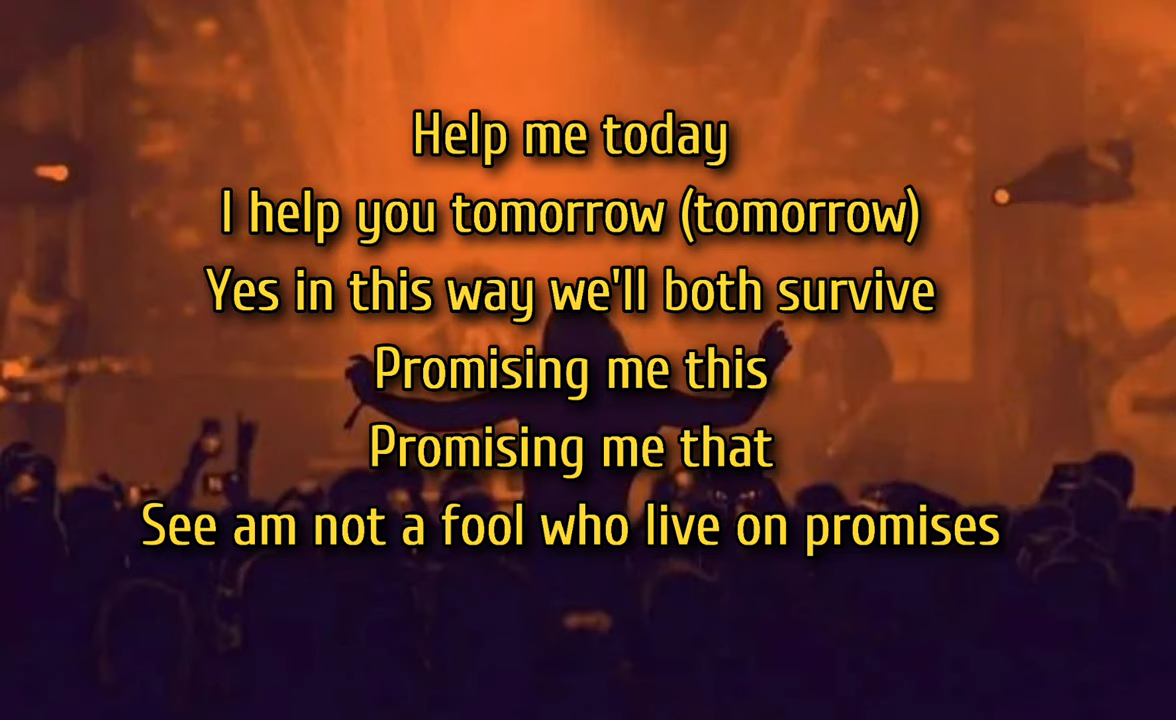 Help me today
I help you tomorrow (tomorrow)
Yes in this way we'll both survive
Promising me this
Promising me that
See am not a fool who live on promises